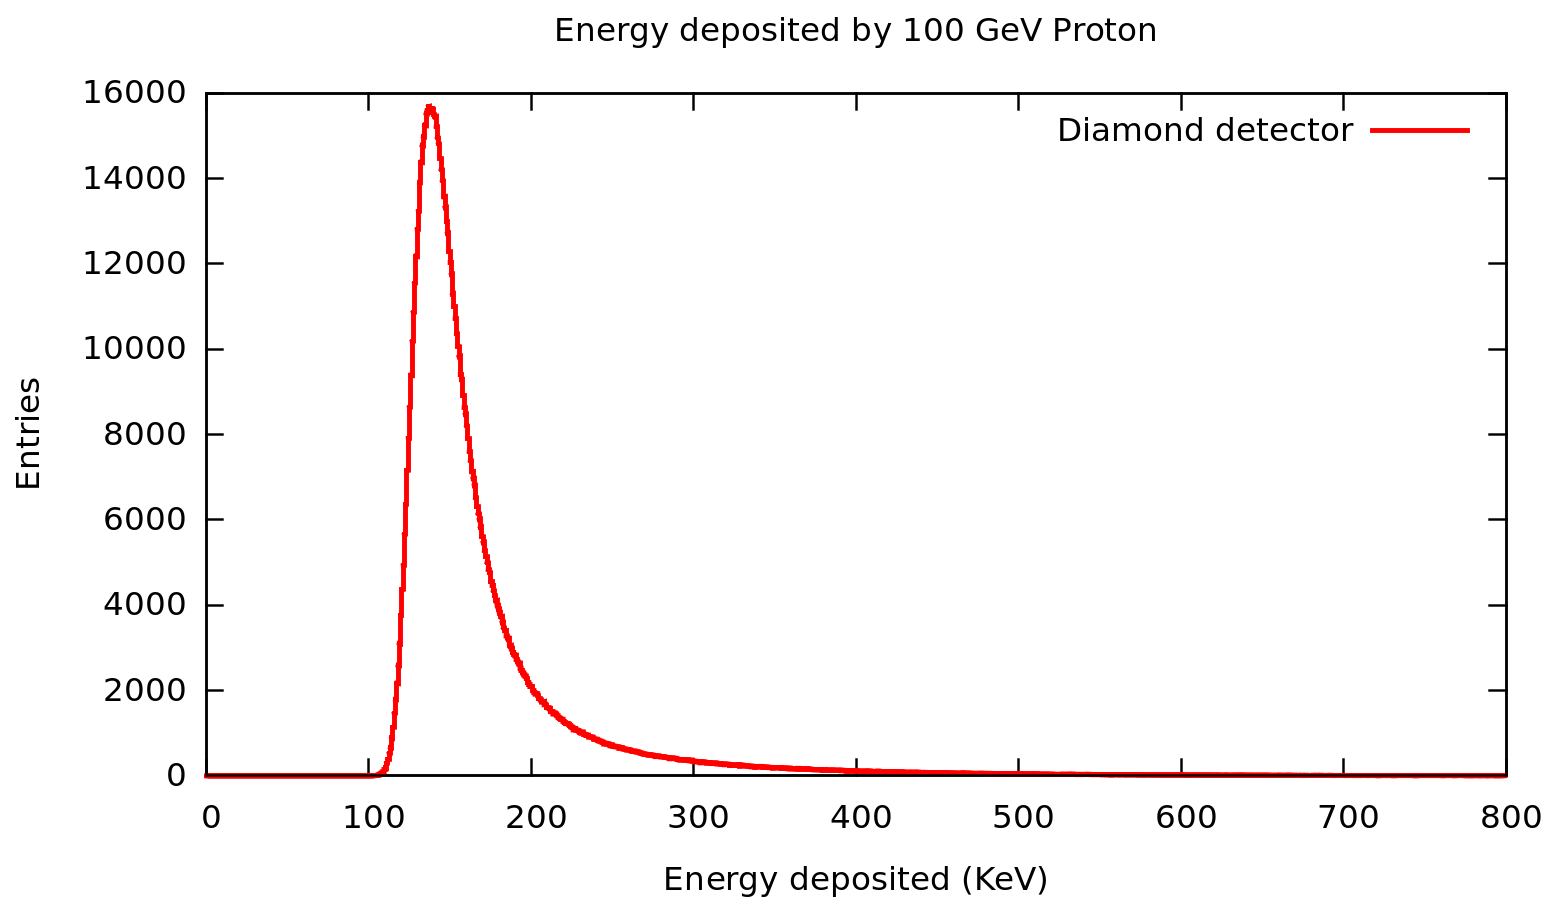 Energy deposited by 100 GeV Proton
Diamond detector
16000
14000
12000
10000
8000
6000
4000
2000
0
Entries
0 100 200 300 400 500 600 700 800
Energy deposited (KeV)